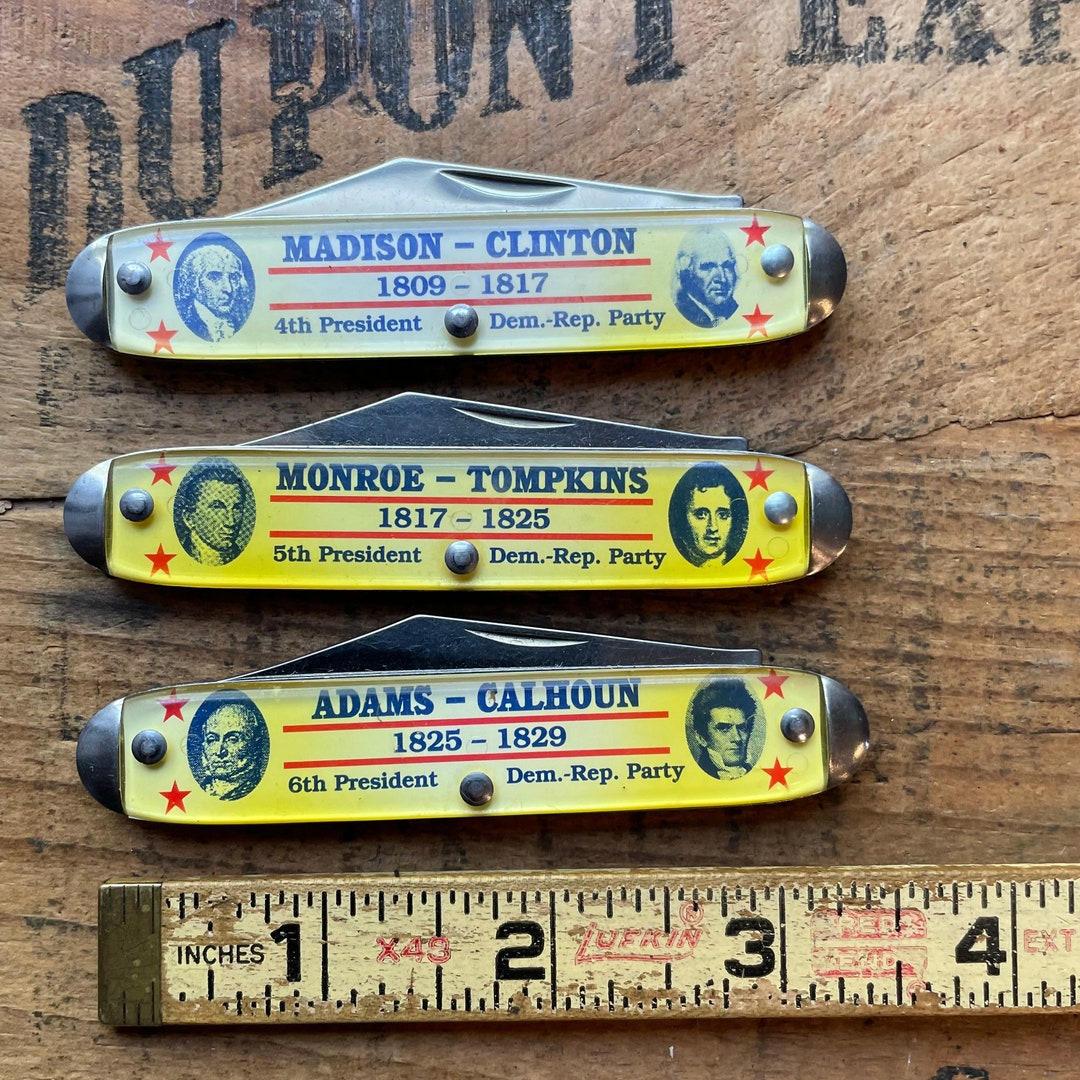 DUPONT
MADISON – CLINTON
1809 – 1817
4th President Dem.-Rep. Party
MONROE – TOMPKINS
1817 – 1825
5th President Dem.-Rep. Party
ADAMS – CALHOUN
1825 – 1829
6th President Dem.-Rep. Party
INCHES 1 X49 2 LUFKIN ® 3 4 EXT